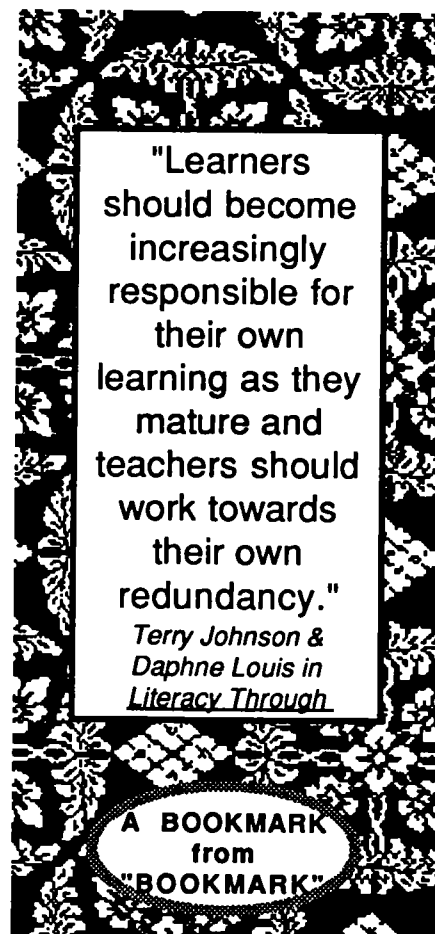 "Learners
should become
increasingly
responsible for
their own
learning as they
mature and
teachers should
work towards
their own
redundancy."
Terry Johnson &
Daphne Louis in
Literacy Through
A BOOKMARK
from
"BOOKMARK"